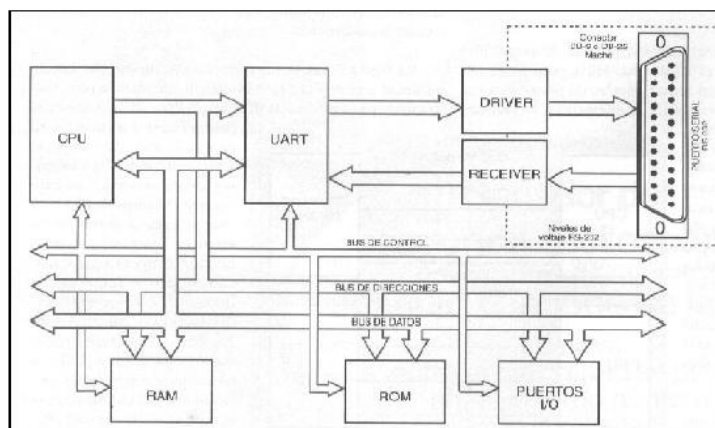 Conector
DB-9 o DB-25
Macho
CPU
UART
DRIVER
RECEIVER
PUERTO SERIAL
RS-232
Niveles de
voltaje RS-232
BUS DE CONTROL
BUS DE DIRECCIONES
BUS DE DATOS
RAM
ROM
PUERTOS
I/O